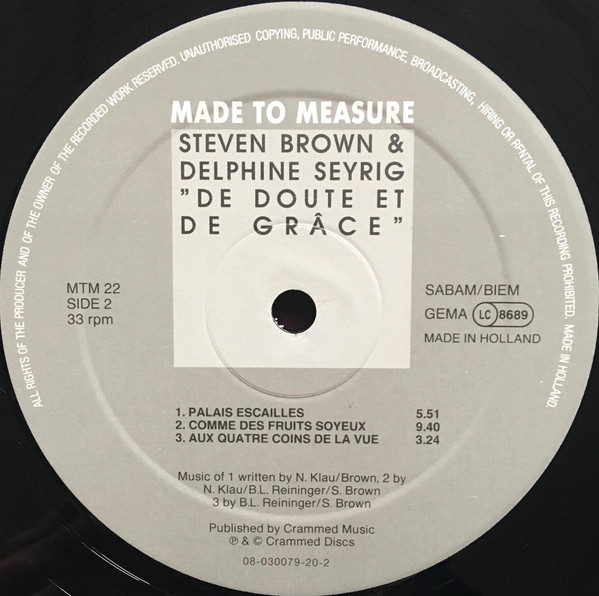 ALL RIGHTS OF THE PRODUCER AND OF THE OWNER OF THE RECORDED WORK RESERVED. UNAUTHORISED COPYING, PUBLIC PERFORMANCE, BROADCASTING, HIRING OR RENTAL OF THIS RECORDING PROHIBITED. MADE IN HOLLAND.
MADE TO MEASURE
STEVEN BROWN &
DELPHINE SEYRIG
"DE DOUTE ET
DE GRÂCE"
MTM 22
SIDE 2
33 rpm
SABAM/BIEM
GEMA LC 8689
MADE IN HOLLAND
1. PALAIS ESCAILLES 5.51
2. COMME DES FRUITS SOYEUX 9.40
3. AUX QUATRE COINS DE LA VUE 3.24
Music of 1 written by N. Klau/Brown, 2 by
N. Klau/B.L. Reininger/S. Brown
3 by B.L. Reininger/S. Brown
Published by Crammed Music
℗ & © Crammed Discs
08-030079-20-2